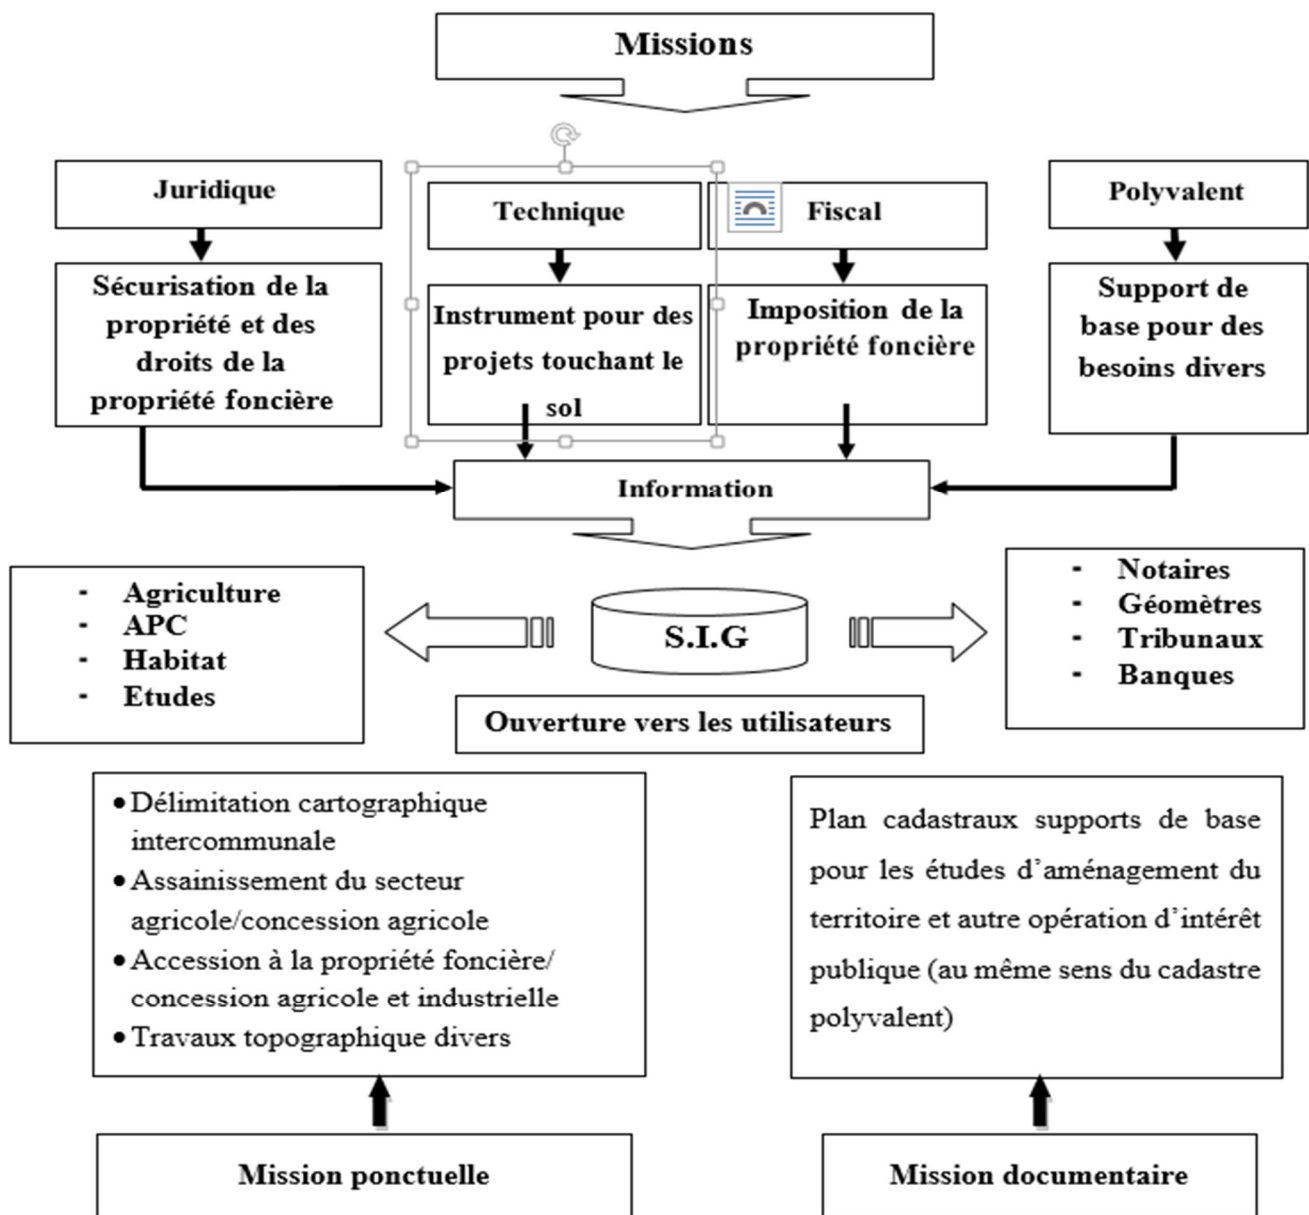 Missions
Juridique
Technique
Fiscal
Polyvalent
Sécurisation de la
propriété et des
droits de la
propriété foncière
Instrument pour des
projets touchant le
sol
Imposition de la
propriété foncière
Support de
base pour des
besoins divers
Information
- Agriculture
- APC
- Habitat
- Etudes
S.I.G
- Notaires
- Géomètres
- Tribunaux
- Banques
Ouverture vers les utilisateurs
• Délimitation cartographique
intercommunale
• Assainissement du secteur
agricole/concession agricole
• Accession à la propriété foncière/
concession agricole et industrielle
• Travaux topographique divers
Plan cadastraux supports de base
pour les études d’aménagement du
territoire et autre opération d’intérêt
publique (au même sens du cadastre
polyvalent)
Mission ponctuelle
Mission documentaire